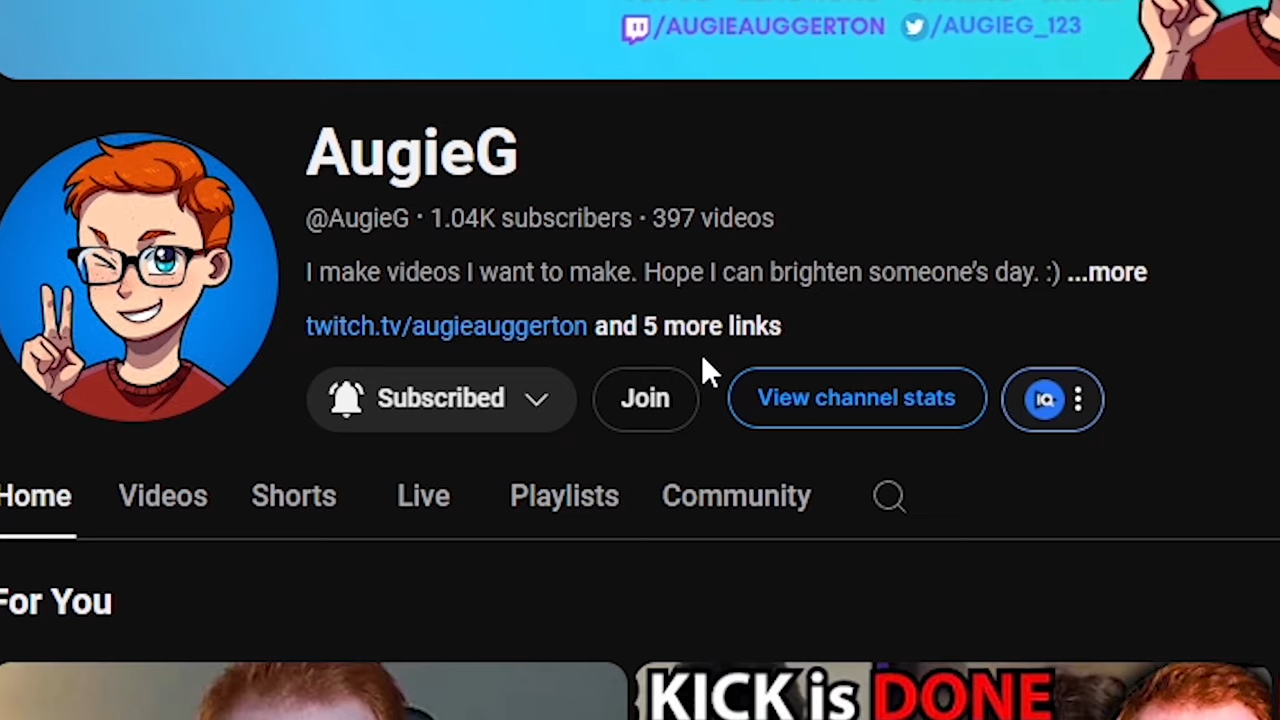 /AUGIEAUGGERTON /AUGIEG_123
AugieG
@AugieG · 1.04K subscribers · 397 videos
I make videos I want to make. Hope I can brighten someone’s day. :) ...more
twitch.tv/augieauggerton and 5 more links
Subscribed Join View channel stats IQ
Home Videos Shorts Live Playlists Community
For You
KICK is DONE